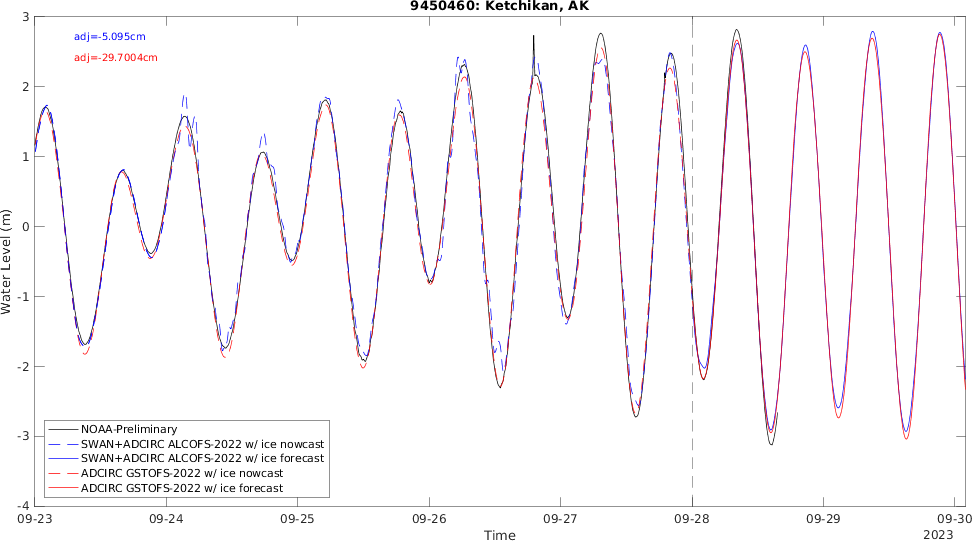 9450460: Ketchikan, AK
adj=-5.095cm
adj=-29.7004cm
3
2
1
0
-1
-2
-3
-4
Water Level (m)
NOAA-Preliminary
SWAN+ADCIRC ALCOFS-2022 w/ ice nowcast
SWAN+ADCIRC ALCOFS-2022 w/ ice forecast
ADCIRC GSTOFS-2022 w/ ice nowcast
ADCIRC GSTOFS-2022 w/ ice forecast
09-23 09-24 09-25 09-26 09-27 09-28 09-29 09-30
Time
2023